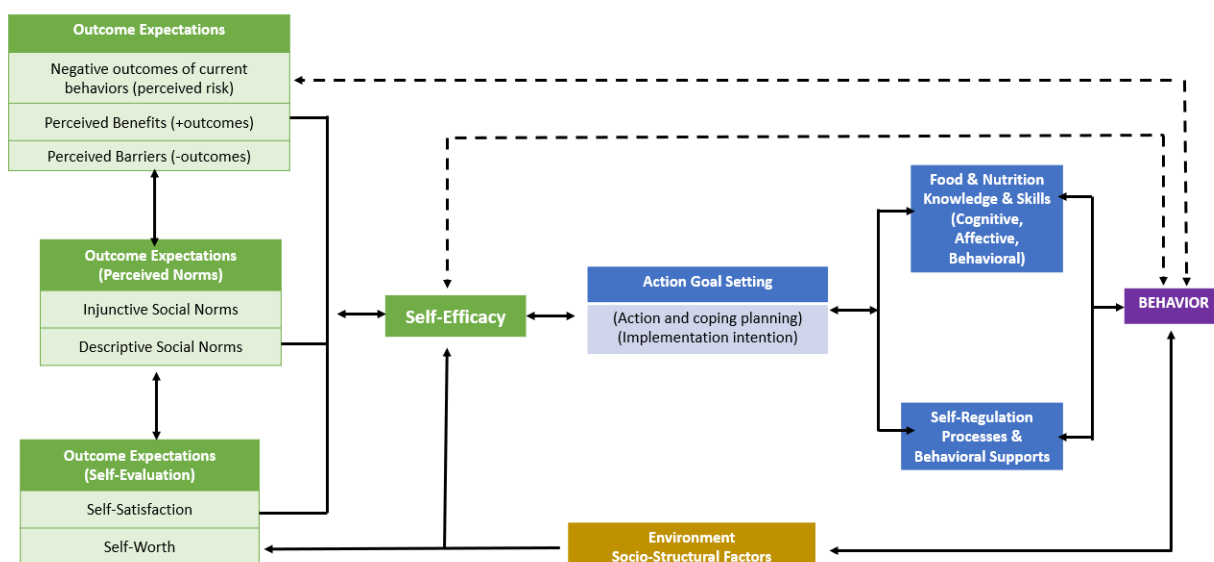 Outcome Expectations
Negative outcomes of current
behaviors (perceived risk)
Perceived Benefits (+outcomes)
Perceived Barriers (-outcomes)
Outcome Expectations
(Perceived Norms)
Injunctive Social Norms
Descriptive Social Norms
Outcome Expectations
(Self-Evaluation)
Self-Satisfaction
Self-Worth
Self-Efficacy
Action Goal Setting
(Action and coping planning)
(Implementation intention)
Food & Nutrition
Knowledge & Skills
(Cognitive,
Affective,
Behavioral)
Self-Regulation
Processes &
Behavioral Supports
BEHAVIOR
Environment
Socio-Structural Factors